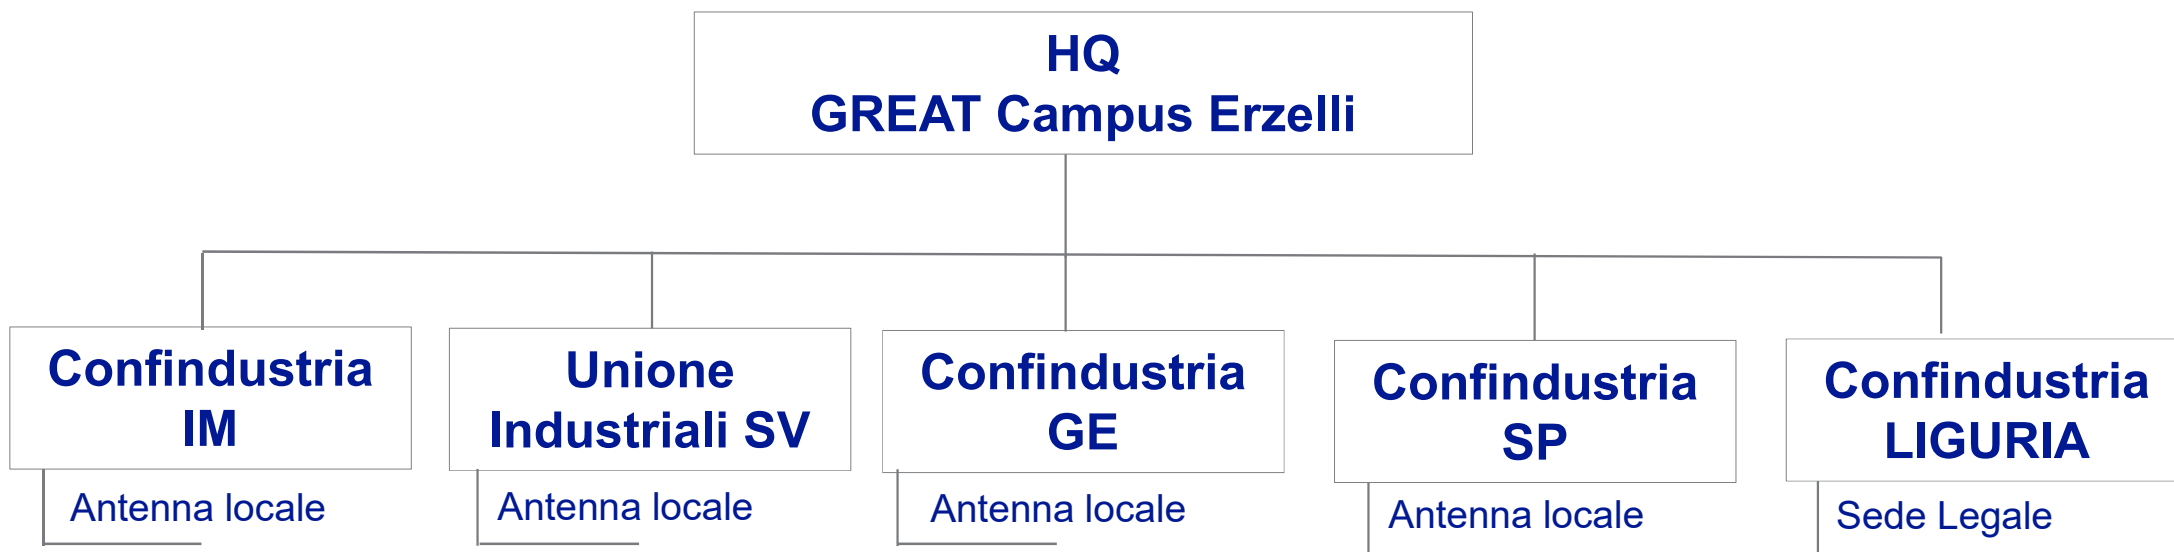 HQ
GREAT Campus Erzelli
Confindustria
IM
Unione
Industriali SV
Confindustria
GE
Confindustria
SP
Confindustria
LIGURIA
Antenna locale
Antenna locale
Antenna locale
Antenna locale
Sede Legale